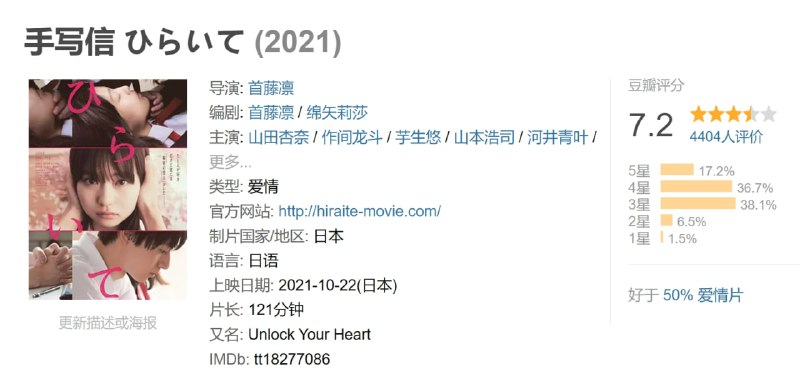 手写信 ひらいて (2021)
ひ
ら
い
て
更新描述或海报
导演: 首藤凛
编剧: 首藤凛 / 绵矢莉莎
主演: 山田杏奈 / 作间龙斗 / 芋生悠 / 山本浩司 / 河井青叶 /
更多...
类型: 爱情
官方网站: http://hiraite-movie.com/
制片国家/地区: 日本
语言: 日语
上映日期: 2021-10-22(日本)
片长: 121分钟
又名: Unlock Your Heart
IMDb: tt18277086
豆瓣评分
7.2
4404人评价
5星 17.2%
4星 36.7%
3星 38.1%
2星 6.5%
1星 1.5%
好于 50% 爱情片